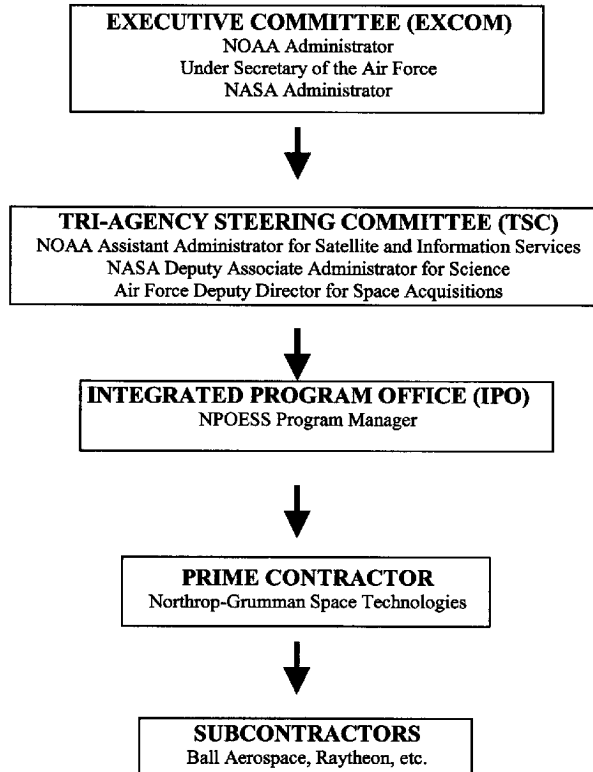 EXECUTIVE COMMITTEE (EXCOM)
NOAA Administrator
Under Secretary of the Air Force
NASA Administrator
TRI-AGENCY STEERING COMMITTEE (TSC)
NOAA Assistant Administrator for Satellite and Information Services
NASA Deputy Associate Administrator for Science
Air Force Deputy Director for Space Acquisitions
INTEGRATED PROGRAM OFFICE (IPO)
NPOESS Program Manager
PRIME CONTRACTOR
Northrop-Grumman Space Technologies
SUBCONTRACTORS
Ball Aerospace, Raytheon, etc.